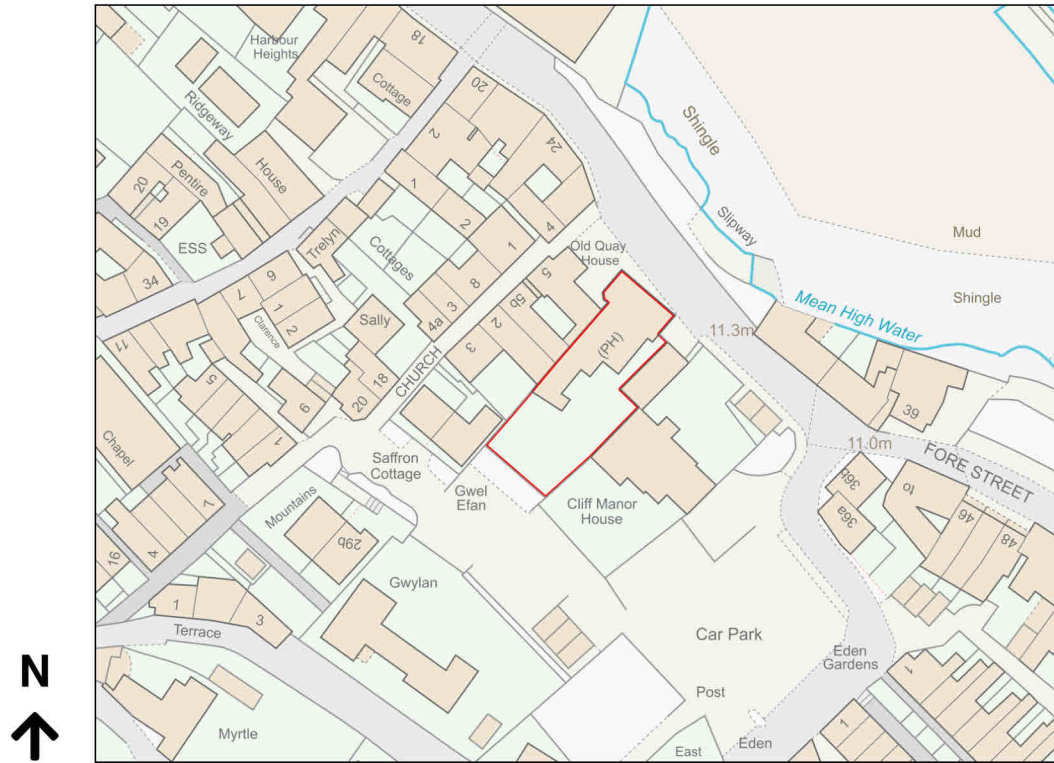 Harbour
Heights
18
Cottage
20
Ridgeway
2
24
Shingle
House
Pentire
20
19
1
2
1
4
Slipway
Mud
ESS
Trelyn
Cottages
Old Quay
House
Shingle
34
6
7
1
2
Clarence
8
3
4a
5
5b
2
3
Mean High Water
11.3m
(PH)
Sally
18
20
CHURCH
11
5
1
6
39
11.0m
FORE STREET
Chapel
Saffron
Cottage
Gwel
Efan
Cliff Manor
House
36b
36a
to
46
48
Mountains
29b
1
4
16
Gwylan
1
3
Terrace
Car Park
Eden
Gardens
1
Post
N
Myrtle
East
Eden
1